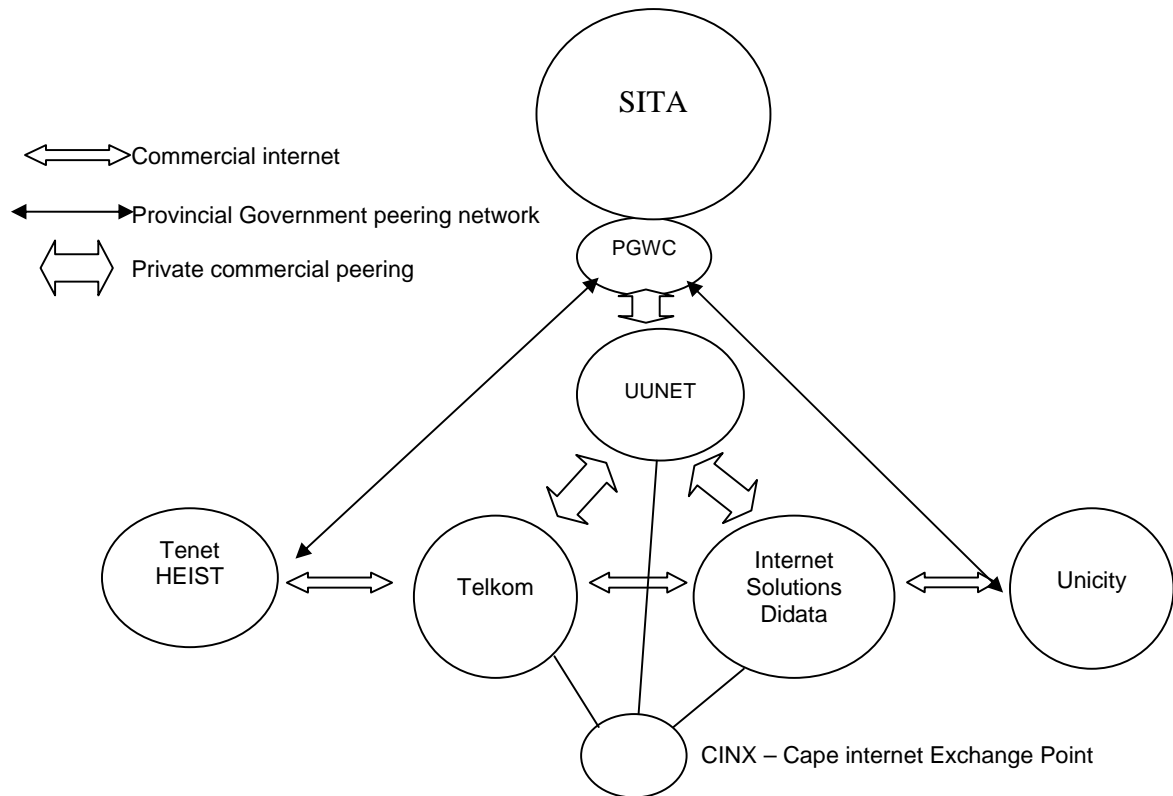 SITA
Commercial internet
Provincial Government peering network
PGWC
Private commercial peering
UUNET
Tenet
HEIST
Telkom
Internet
Solutions
Didata
Unicity
CINX – Cape internet Exchange Point